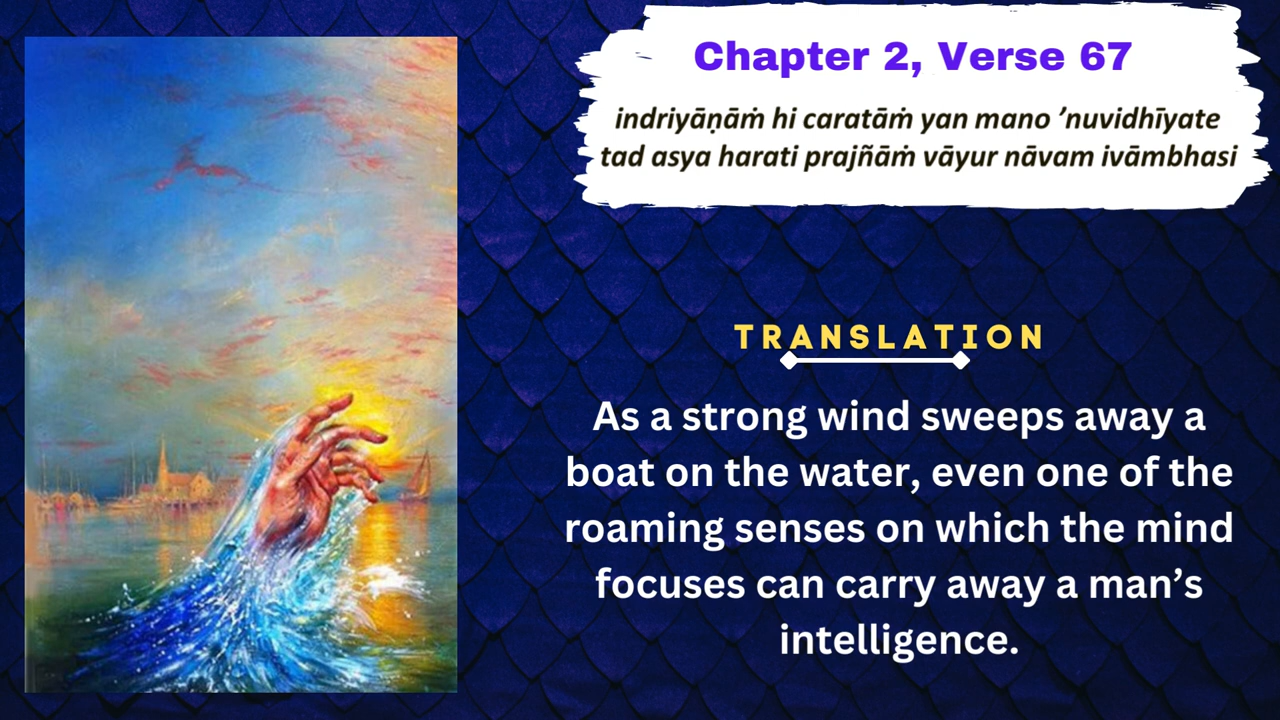 Chapter 2, Verse 67
indriyāṇāṁ hi caratāṁ yan mano ’nuvidhīyate
tad asya harati prajñāṁ vāyur nāvam ivāmbhasi
TRANSLATION
As a strong wind sweeps away a
boat on the water, even one of the
roaming senses on which the mind
focuses can carry away a man’s
intelligence.